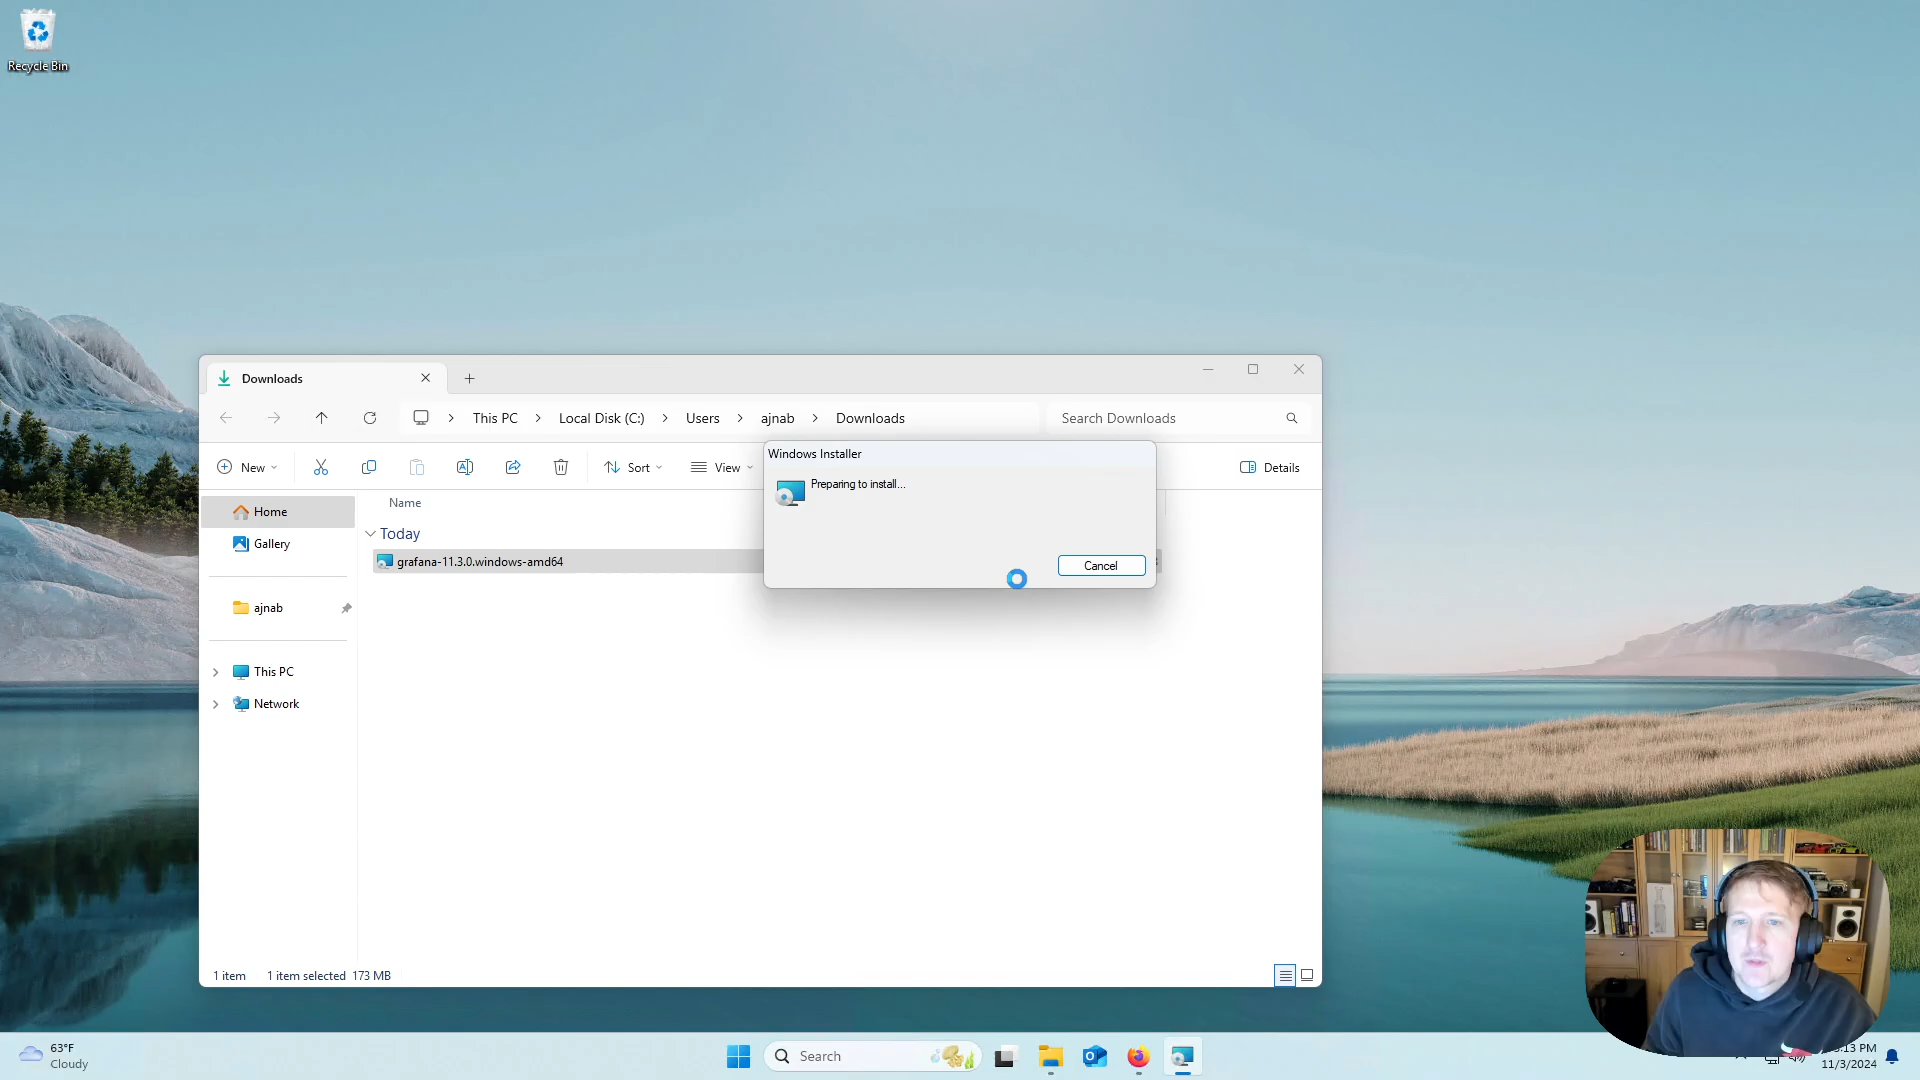 Recycle Bin
Downloads
This PC
Local Disk (C:)
Users
ajnab
Downloads
Search Downloads
New
Sort
View
Details
Windows Installer
Preparing to install...
Cancel
Name
Today
grafana-11.3.0.windows-amd64
Home
Gallery
ajnab
This PC
Network
1 item
1 item selected 173 MB
63°F
Cloudy
Search
:13 PM
11/3/2024